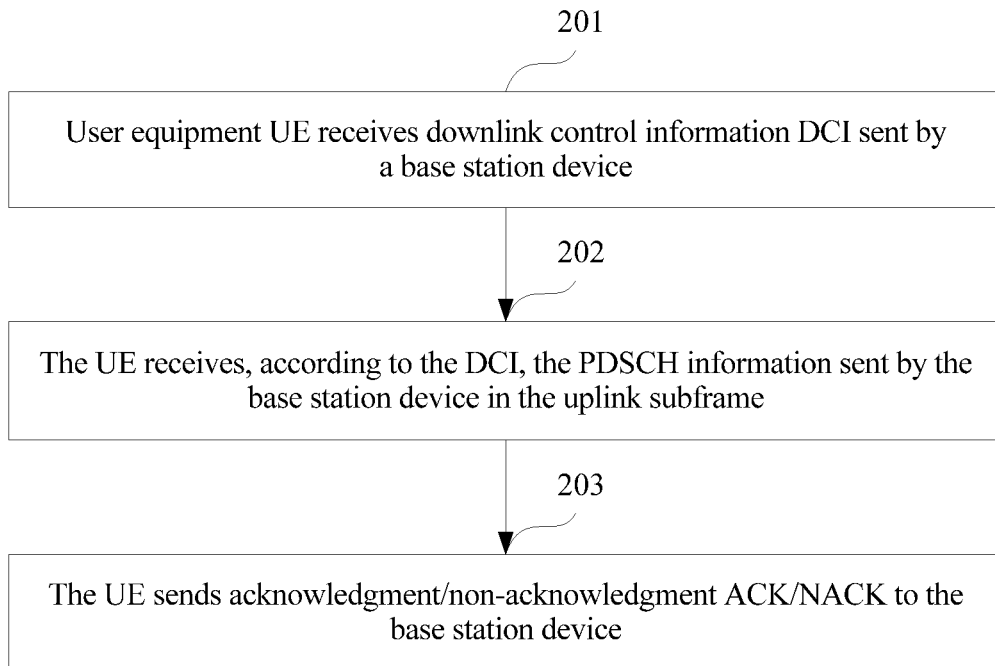 201
User equipment UE receives downlink control information DCI sent by
a base station device
202
The UE receives, according to the DCI, the PDSCH information sent by the
base station device in the uplink subframe
203
The UE sends acknowledgment/non-acknowledgment ACK/NACK to the
base station device